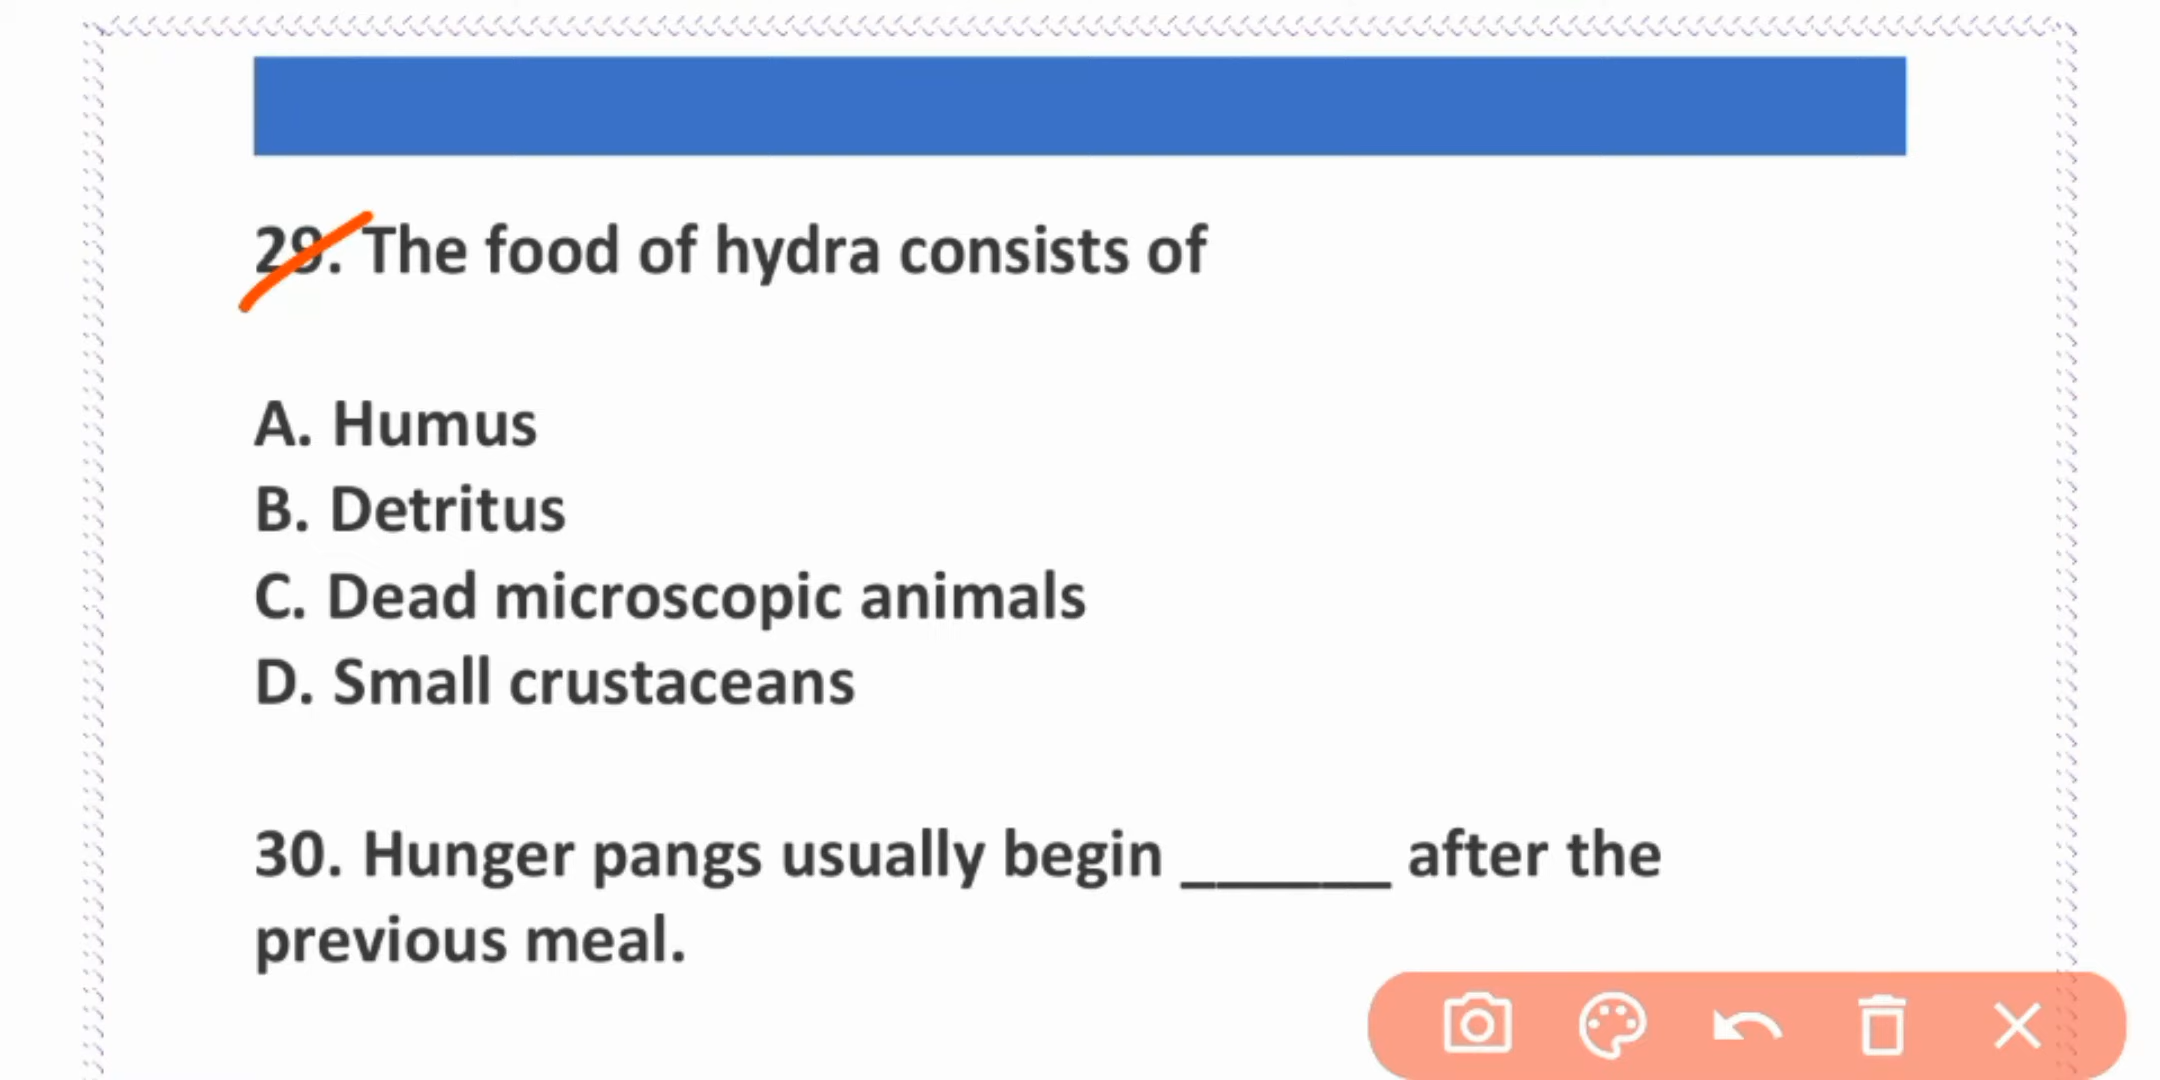 29. The food of hydra consists of
A. Humus
B. Detritus
C. Dead microscopic animals
D. Small crustaceans
30. Hunger pangs usually begin ______ after the
previous meal.